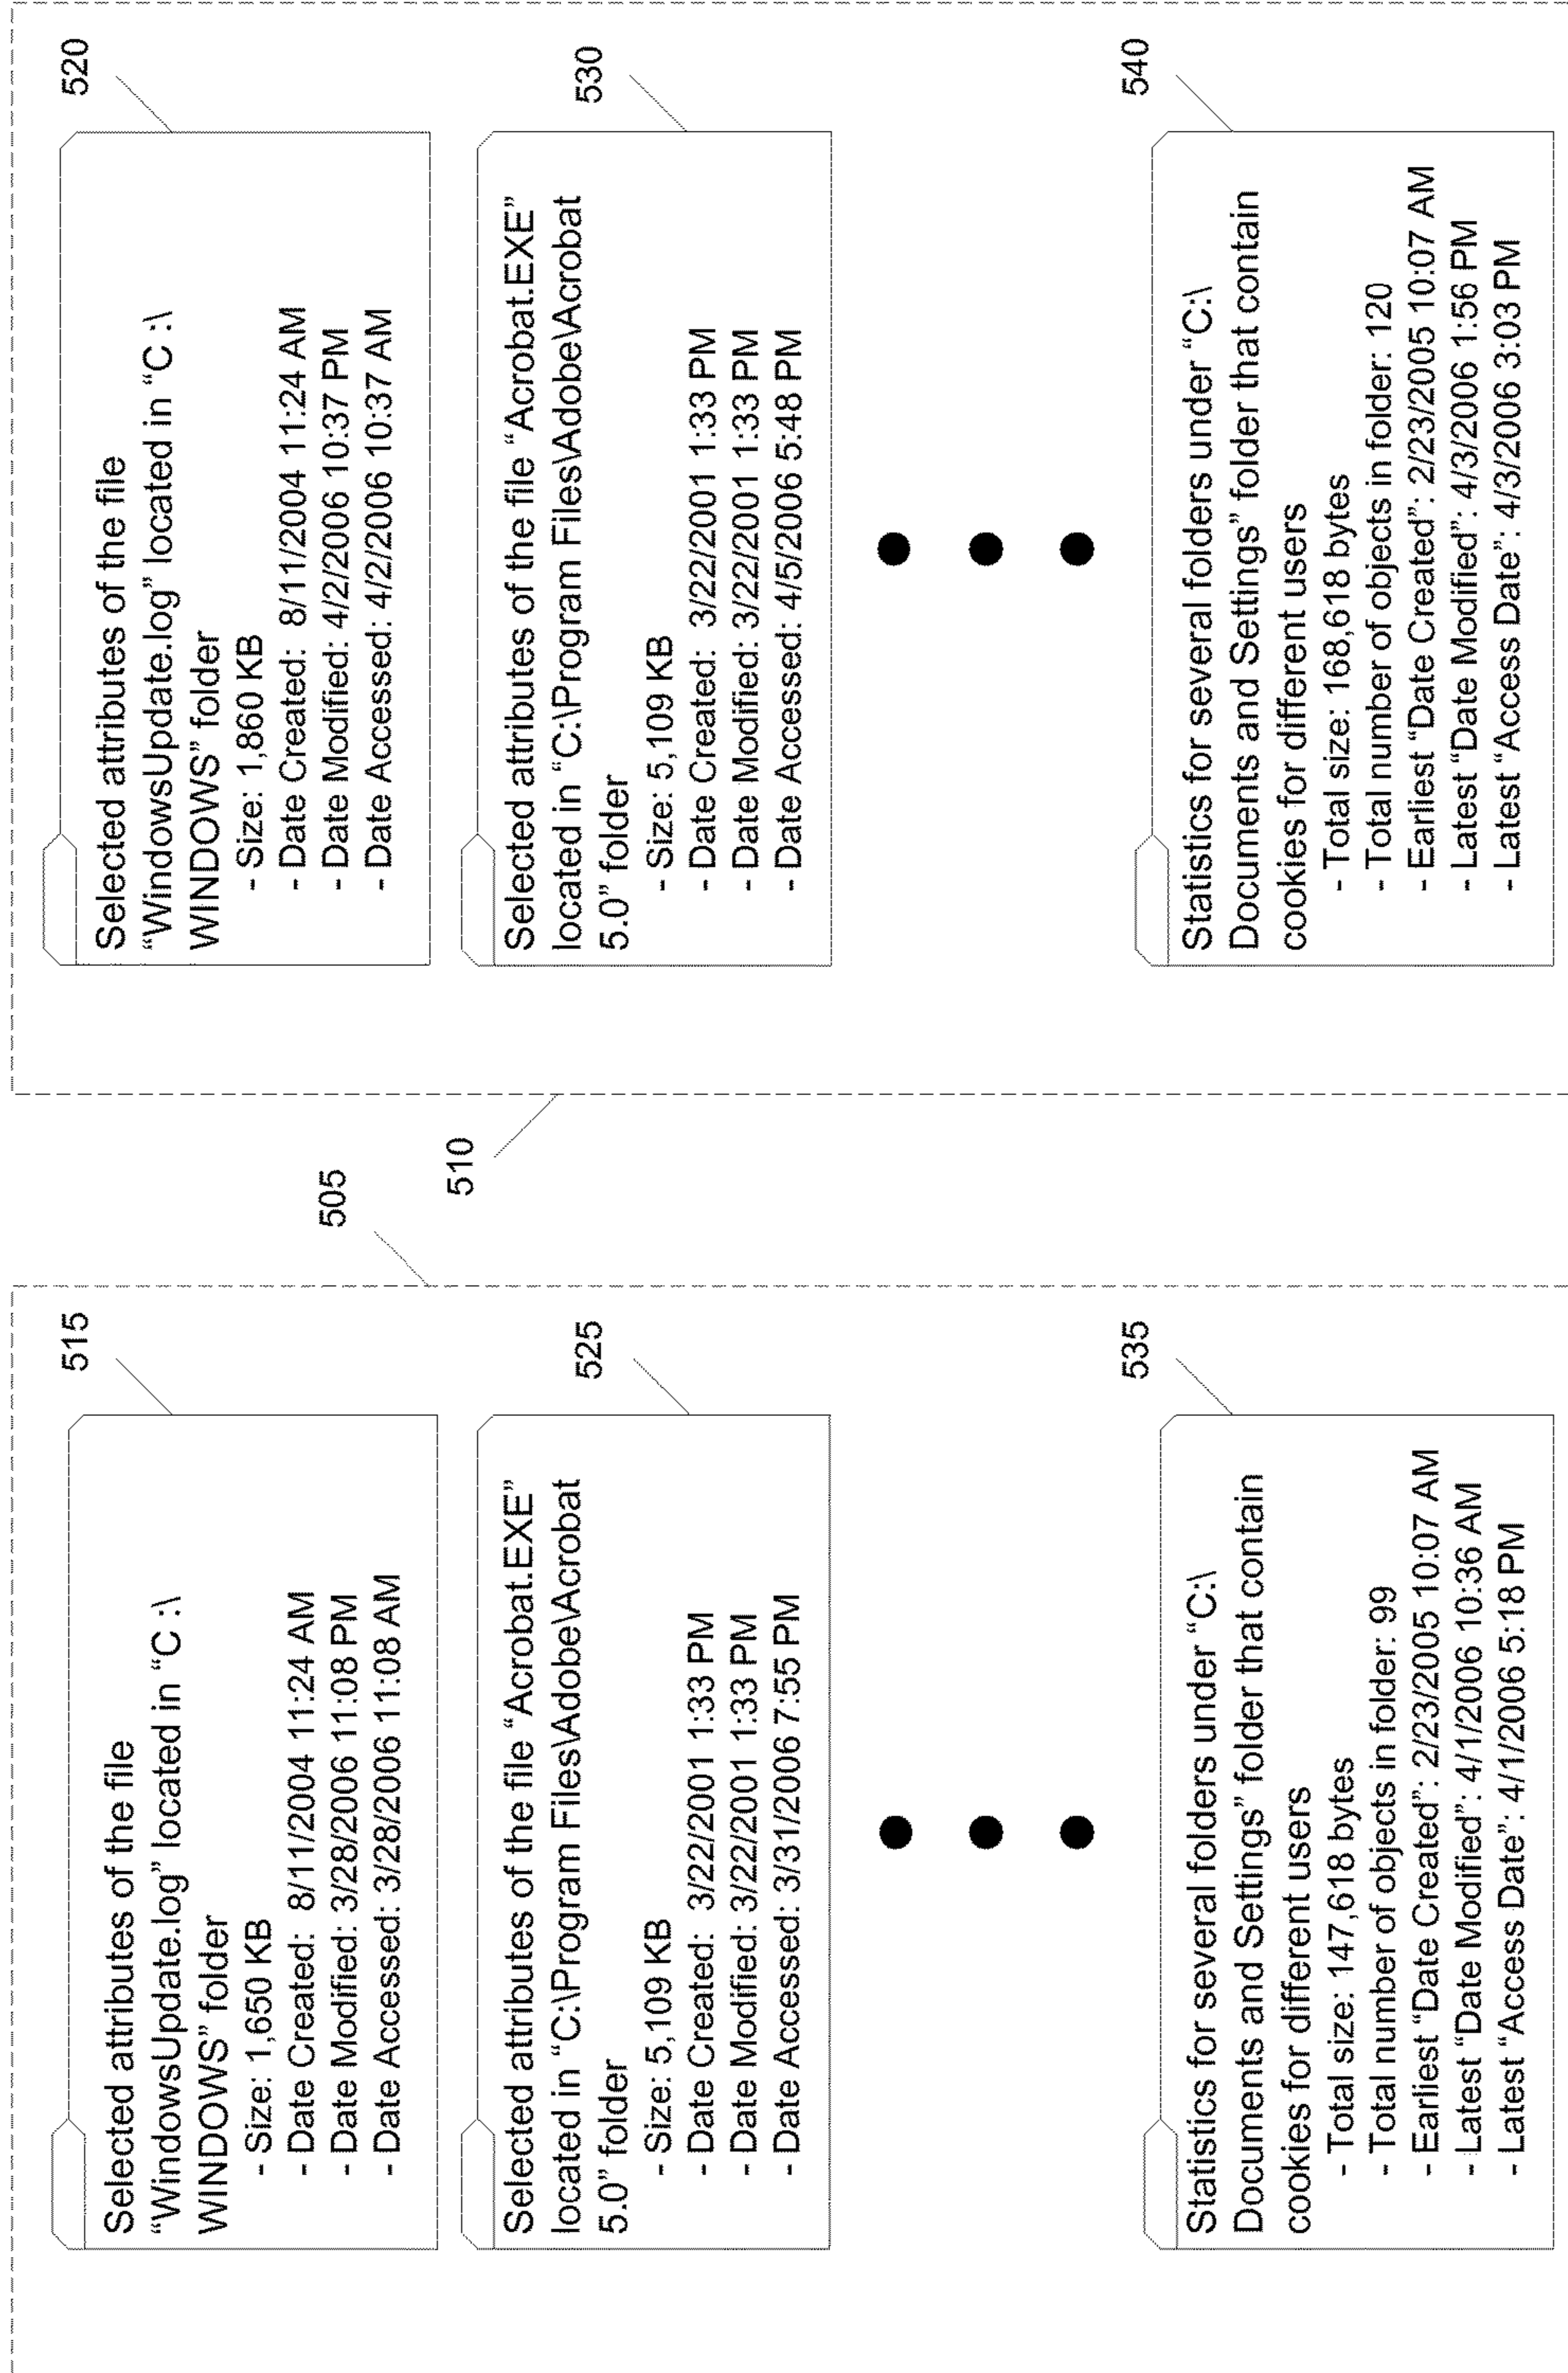 505
515
Selected attributes of the file
“WindowsUpdate.log” located in “C :\
WINDOWS” folder
- Size: 1,650 KB
- Date Created: 8/11/2004 11:24 AM
- Date Modified: 3/28/2006 11:08 PM
- Date Accessed: 3/28/2006 11:08 AM
525
Selected attributes of the file “Acrobat.EXE”
located in “C:\Program Files\Adobe\Acrobat
5.0” folder
- Size: 5,109 KB
- Date Created: 3/22/2001 1:33 PM
- Date Modified: 3/22/2001 1:33 PM
- Date Accessed: 3/31/2006 7:55 PM
535
Statistics for several folders under “C:\
Documents and Settings” folder that contain
cookies for different users
- Total size: 147,618 bytes
- Total number of objects in folder: 99
- Earliest “Date Created”: 2/23/2005 10:07 AM
- Latest “Date Modified”: 4/1/2006 10:36 AM
- Latest “Access Date”: 4/1/2006 5:18 PM
510
520
Selected attributes of the file
“WindowsUpdate.log” located in “C :\
WINDOWS” folder
- Size: 1,860 KB
- Date Created: 8/11/2004 11:24 AM
- Date Modified: 4/2/2006 10:37 PM
- Date Accessed: 4/2/2006 10:37 AM
530
Selected attributes of the file “Acrobat.EXE”
located in “C:\Program Files\Adobe\Acrobat
5.0” folder
- Size: 5,109 KB
- Date Created: 3/22/2001 1:33 PM
- Date Modified: 3/22/2001 1:33 PM
- Date Accessed: 4/5/2006 5:48 PM
540
Statistics for several folders under “C:\
Documents and Settings” folder that contain
cookies for different users
- Total size: 168,618 bytes
- Total number of objects in folder: 120
- Earliest “Date Created”: 2/23/2005 10:07 AM
- Latest “Date Modified”: 4/3/2006 1:56 PM
- Latest “Access Date”: 4/3/2006 3:03 PM